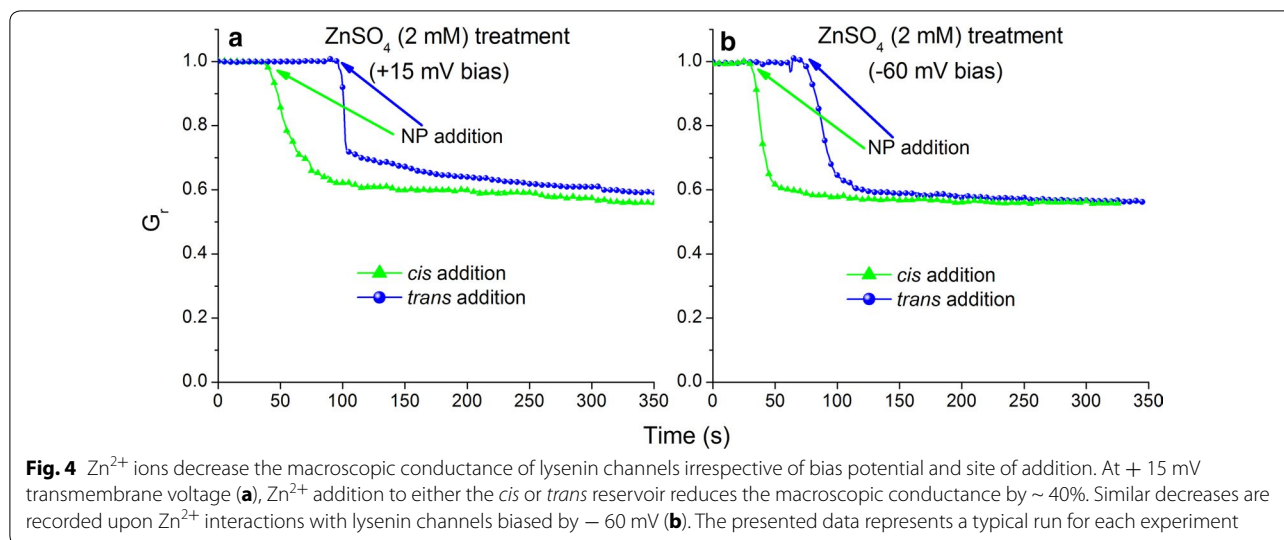 a
ZnSO₄ (2 mM) treatment
(+15 mV bias)
NP addition
cis addition
trans addition
1.0
0.8
0.6
0.4
0.2
0.0
0 50 100 150 200 250 300 350
Gᵣ
b
ZnSO₄ (2 mM) treatment
(-60 mV bias)
NP addition
cis addition
trans addition
1.0
0.8
0.6
0.4
0.2
0.0
0 50 100 150 200 250 300 350
Time (s)
Fig. 4 Zn²⁺ ions decrease the macroscopic conductance of lysenin channels irrespective of bias potential and site of addition. At + 15 mV
transmembrane voltage (a), Zn²⁺ addition to either the cis or trans reservoir reduces the macroscopic conductance by ~ 40%. Similar decreases are
recorded upon Zn²⁺ interactions with lysenin channels biased by − 60 mV (b). The presented data represents a typical run for each experiment